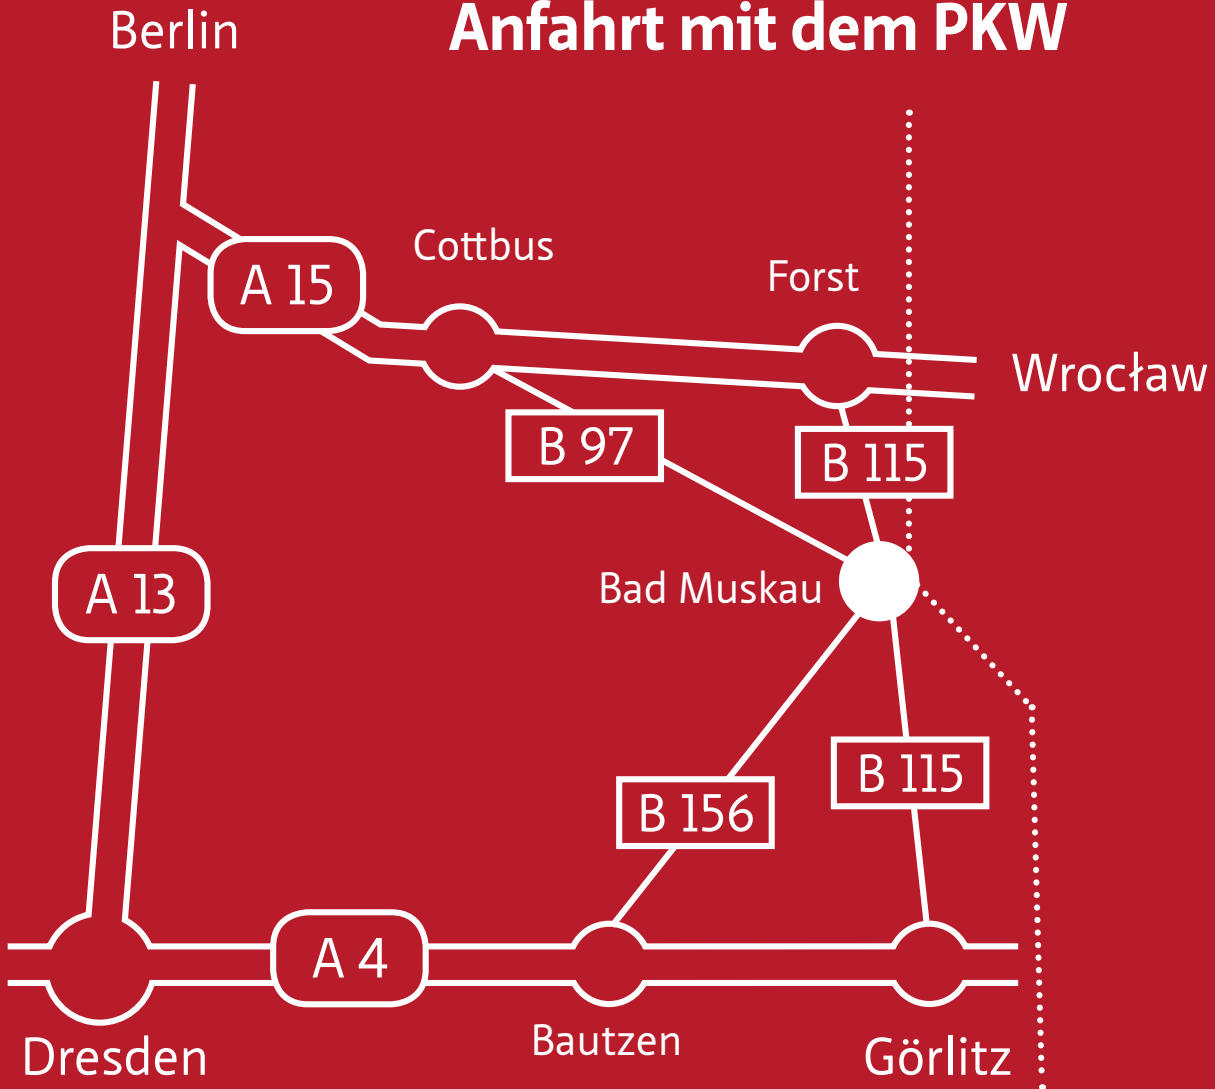 Berlin
Anfahrt mit dem PKW
Cottbus
Forst
A 15
Wrocław
B 97
B 115
A 13
Bad Muskau
B 115
B 156
A 4
Bautzen
Dresden
Görlitz